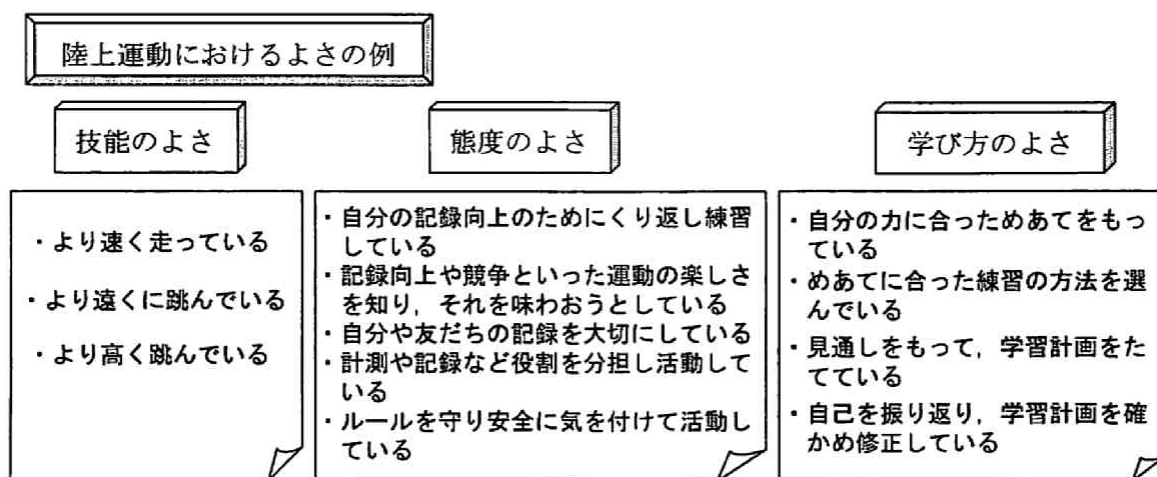 陸上運動におけるよさの例
技能のよさ
・より速く走っている
・より遠くに跳んでいる
・より高く跳んでいる
態度のよさ
・自分の記録向上のためにくり返し練習
している
・記録向上や競争といった運動の楽しさ
を知り，それを味わおうとしている
・自分や友だちの記録を大切にしている
・計測や記録など役割を分担し活動して
いる
・ルールを守り安全に気を付けて活動し
ている
学び方のよさ
・自分の力に合っためあてをもっ
ている
・めあてに合った練習の方法を選
んでいる
・見通しをもって，学習計画をた
てている
・自己を振り返り，学習計画を確
かめ修正している